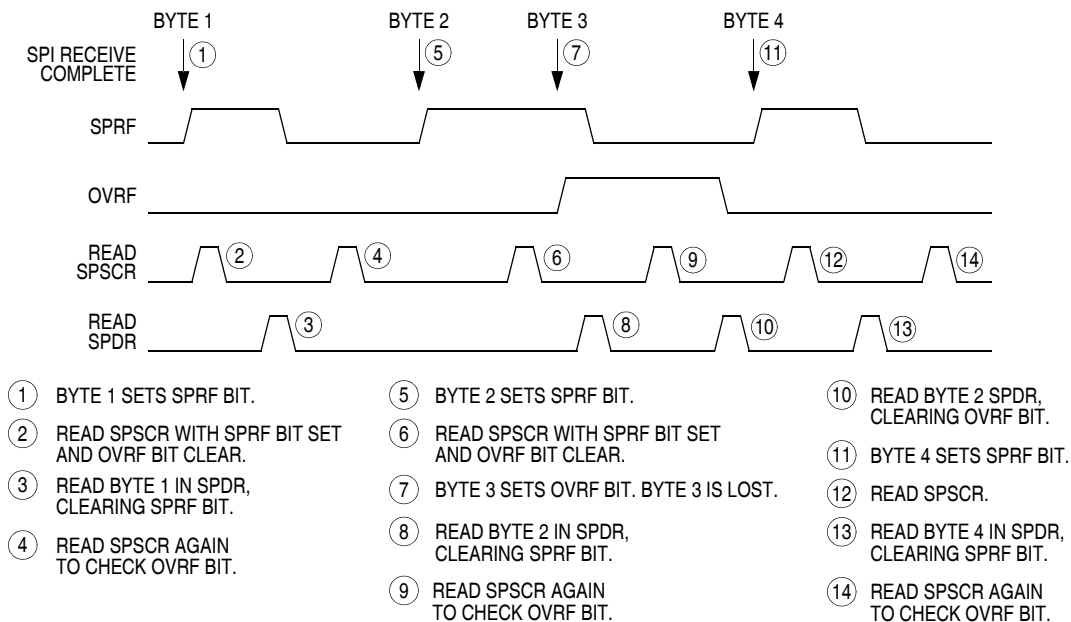 BYTE 1 BYTE 2 BYTE 3 BYTE 4
SPI RECEIVE
COMPLETE
1 5 7 11
SPRF
OVRF
READ
SPSCR
2 4 6 9 12 14
READ
SPDR
3 8 10 13
1 BYTE 1 SETS SPRF BIT.
2 READ SPSCR WITH SPRF BIT SET
AND OVRF BIT CLEAR.
3 READ BYTE 1 IN SPDR,
CLEARING SPRF BIT.
4 READ SPSCR AGAIN
TO CHECK OVRF BIT.
5 BYTE 2 SETS SPRF BIT.
6 READ SPSCR WITH SPRF BIT SET
AND OVRF BIT CLEAR.
7 BYTE 3 SETS OVRF BIT. BYTE 3 IS LOST.
8 READ BYTE 2 IN SPDR,
CLEARING SPRF BIT.
9 READ SPSCR AGAIN
TO CHECK OVRF BIT.
10 READ BYTE 2 SPDR,
CLEARING OVRF BIT.
11 BYTE 4 SETS SPRF BIT.
12 READ SPSCR.
13 READ BYTE 4 IN SPDR,
CLEARING SPRF BIT.
14 READ SPSCR AGAIN
TO CHECK OVRF BIT.